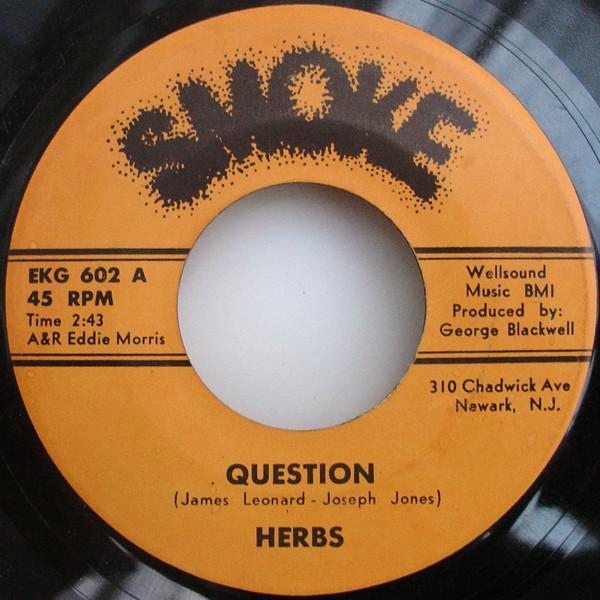 SMOKE
EKG 602 A
45 RPM
Time 2:43
A&R Eddie Morris
Wellsound
Music BMI
Produced by:
George Blackwell
310 Chadwick Ave
Newark, N.J.
QUESTION
(James Leonard - Joseph Jones)
HERBS